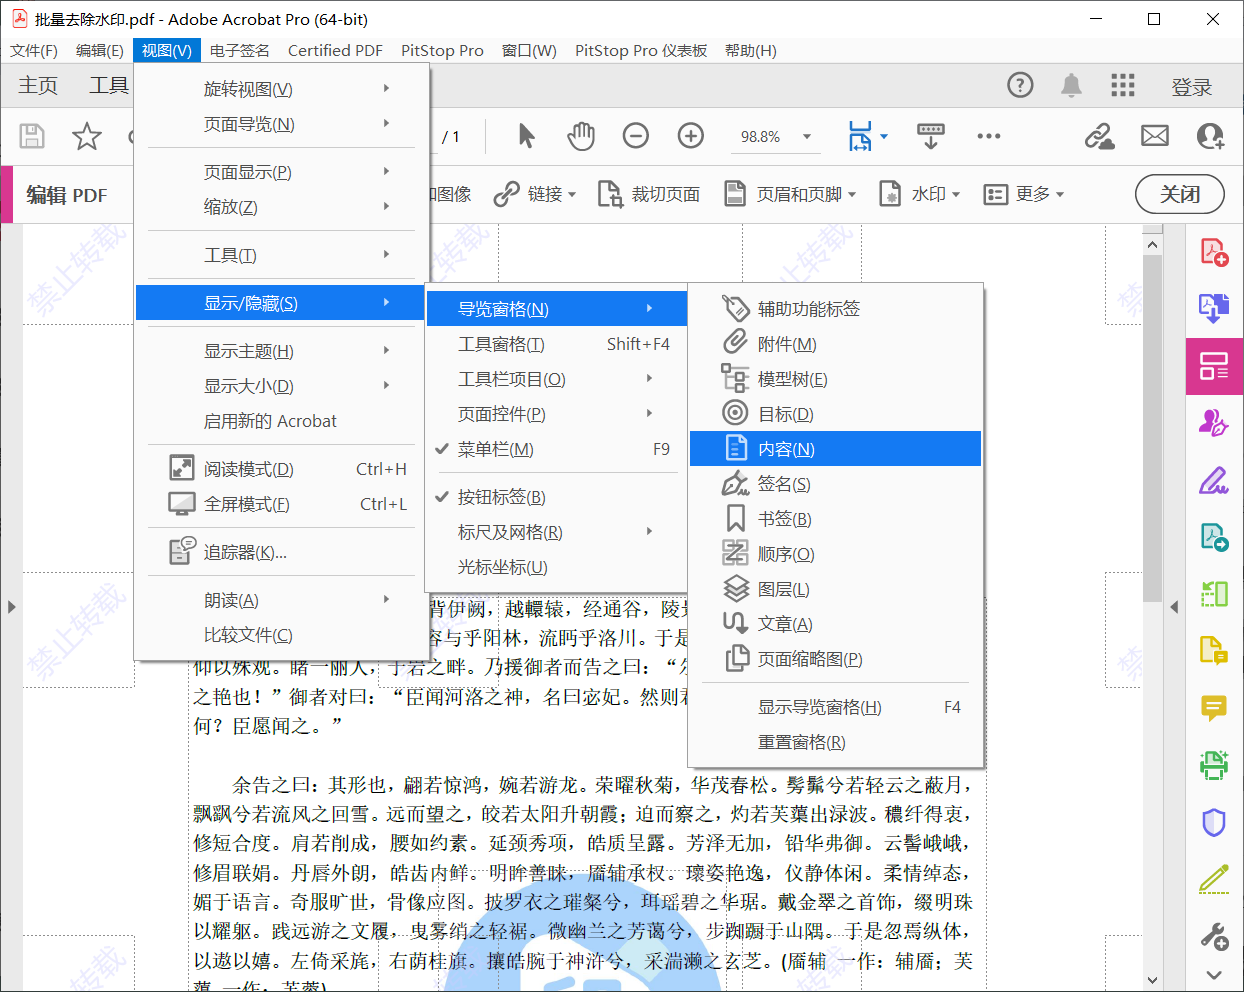 批量去除水印.pdf - Adobe Acrobat Pro (64-bit)
文件(F) 编辑(E) 视图(V) 电子签名 Certified PDF PitStop Pro 窗口(W) PitStop Pro 仪表板 帮助(H)
主页 工具 登录
/ 1 98.8%
编辑 PDF 和图像 链接 裁切页面 页眉和页脚 水印 更多 关闭
旋转视图(V)
页面导览(N)
页面显示(P)
缩放(Z)
工具(T)
显示/隐藏(S)
显示主题(H)
显示大小(D)
启用新的 Acrobat
阅读模式(D) Ctrl+H
全屏模式(F) Ctrl+L
追踪器(K)...
朗读(A)
比较文件(C)
导览窗格(N)
工具窗格(T) Shift+F4
工具栏项目(O)
页面控件(P)
菜单栏(M) F9
按钮标签(B)
标尺及网格(R)
光标坐标(U)
辅助功能标签
附件(M)
模型树(E)
目标(D)
内容(N)
签名(S)
书签(B)
顺序(O)
图层(L)
文章(A)
页面缩略图(P)
显示导览窗格(H) F4
重置窗格(R)
禁止转载
禁止转载
禁止转载
禁止
禁止转载
禁止
背伊阙，越轘辕，经通谷，陵景
容与乎阳林，流眄乎洛川。于是
仰以殊观。睹一丽人，于岩之畔。乃援御者而告之曰：“尔
之艳也！”御者对曰：“臣闻河洛之神，名曰宓妃。然则君
何？臣愿闻之。”
余告之曰：其形也，翩若惊鸿，婉若游龙。荣曜秋菊，华茂春松。髣髴兮若轻云之蔽月，
飘飖兮若流风之回雪。远而望之，皎若太阳升朝霞；迫而察之，灼若芙蕖出渌波。穠纤得衷，
修短合度。肩若削成，腰如约素。延颈秀项，皓质呈露。芳泽无加，铅华弗御。云髻峨峨，
修眉联娟。丹唇外朗，皓齿内鲜。明眸善睐，靥辅承权。瓌姿艳逸，仪静体闲。柔情绰态，
媚于语言。奇服旷世，骨像应图。披罗衣之璀粲兮，珥瑶碧之华琚。戴金翠之首饰，缀明珠
以耀躯。践远游之文履，曳雾绡之轻裾。微幽兰之芳蔼兮，步踟蹰于山隅。于是忽焉纵体，
以遨以嬉。左倚采旄，右荫桂旗。攘皓腕于神浒兮，采湍濑之玄芝。(靥辅 一作：辅靥；芙
蕖 一作：芙蓉)